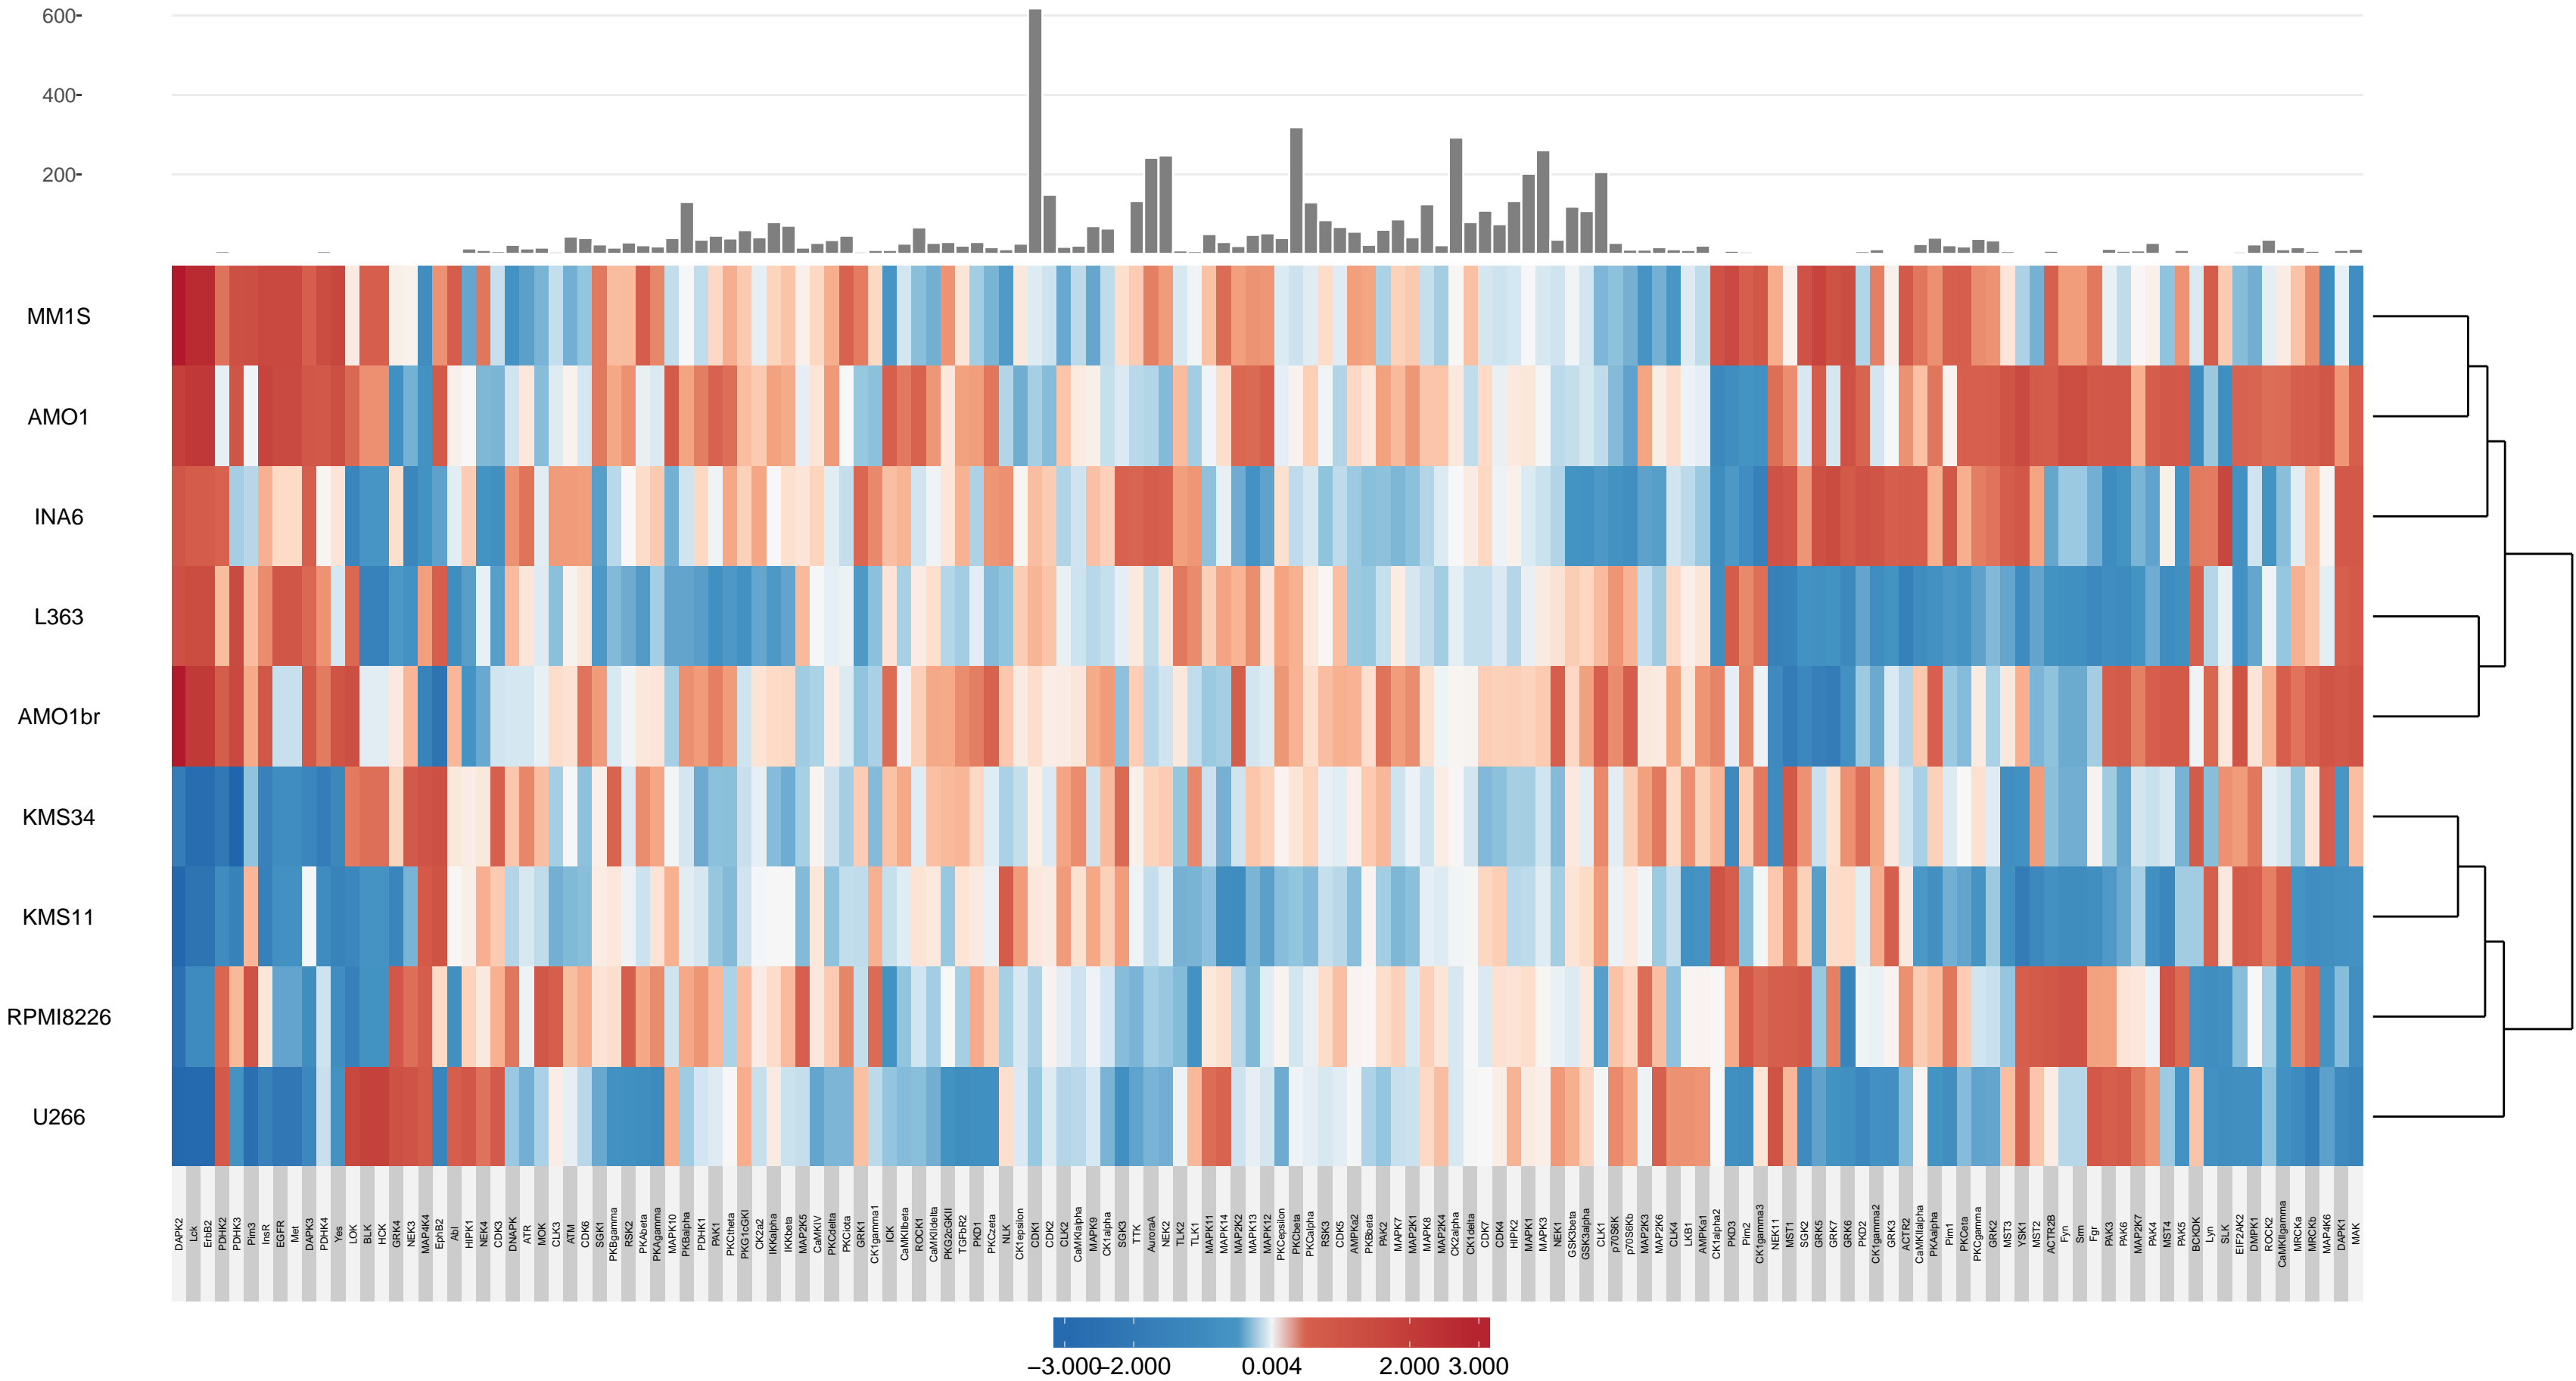 600-
400-
200-
MM1S
AMO1
INA6
L363
AMO1br
KMS34
KMS11
RPMI8226
U266
DAPK2
Lck
ErbB2
PDHK2
PDHK3
Pim3
InsR
EGFR
Met
DAPK3
PDHK4
Yes
LOK
BLK
HCK
GRK4
NEK3
MAP4K4
EphB2
Abl
HIPK1
NEK4
CDK3
DNAPK
ATR
MOK
CLK3
ATM
CDK6
SGK1
PKBgamma
RSK2
PKAbeta
PKAgamma
MAPK10
PKBalpha
PDHK1
PAK1
PKCtheta
PKG1cGKI
CK2a2
IKKalpha
IKKbeta
MAP2K5
CaMKIV
PKCdelta
PKCiota
GRK1
CK1gamma1
ICK
CaMKIIbeta
ROCK1
CaMKIIdelta
PKG2cGKII
TGFbR2
PKD1
PKCzeta
NLK
CK1epsilon
CDK1
CDK2
CLK2
CaMKIalpha
MAPK9
CK1alpha
SGK3
TTK
AuroraA
NEK2
TLK2
TLK1
MAPK11
MAPK14
MAP2K2
MAPK13
MAPK12
PKCepsilon
PKCbeta
PKCalpha
RSK3
CDK5
AMPKa2
PKBbeta
PAK2
MAPK7
MAP2K1
MAPK8
MAP2K4
CK2alpha
CK1delta
CDK7
CDK4
HIPK2
MAPK1
MAPK3
NEK1
GSK3beta
GSK3alpha
CLK1
p70S6K
p70S6Kb
MAP2K3
MAP2K6
CLK4
LKB1
AMPKa1
CK1alpha2
PKD3
Pim2
CK1gamma3
NEK11
MST1
SGK2
GRK5
GRK7
GRK6
PKD2
CK1gamma2
GRK3
ACTR2
CaMKIIalpha
PKAalpha
Pim1
PKCeta
PKCgamma
GRK2
MST3
YSK1
MST2
ACTR2B
Fyn
Srm
Fgr
PAK3
PAK6
MAP2K7
PAK4
MST4
PAK5
BCKDK
Lyn
SLK
EIF2AK2
DMPK1
ROCK2
CaMKIIgamma
MRCKa
MRCKb
MAP4K6
DAPK1
MAK
−3.000 −2.000 0.004 2.000 3.000